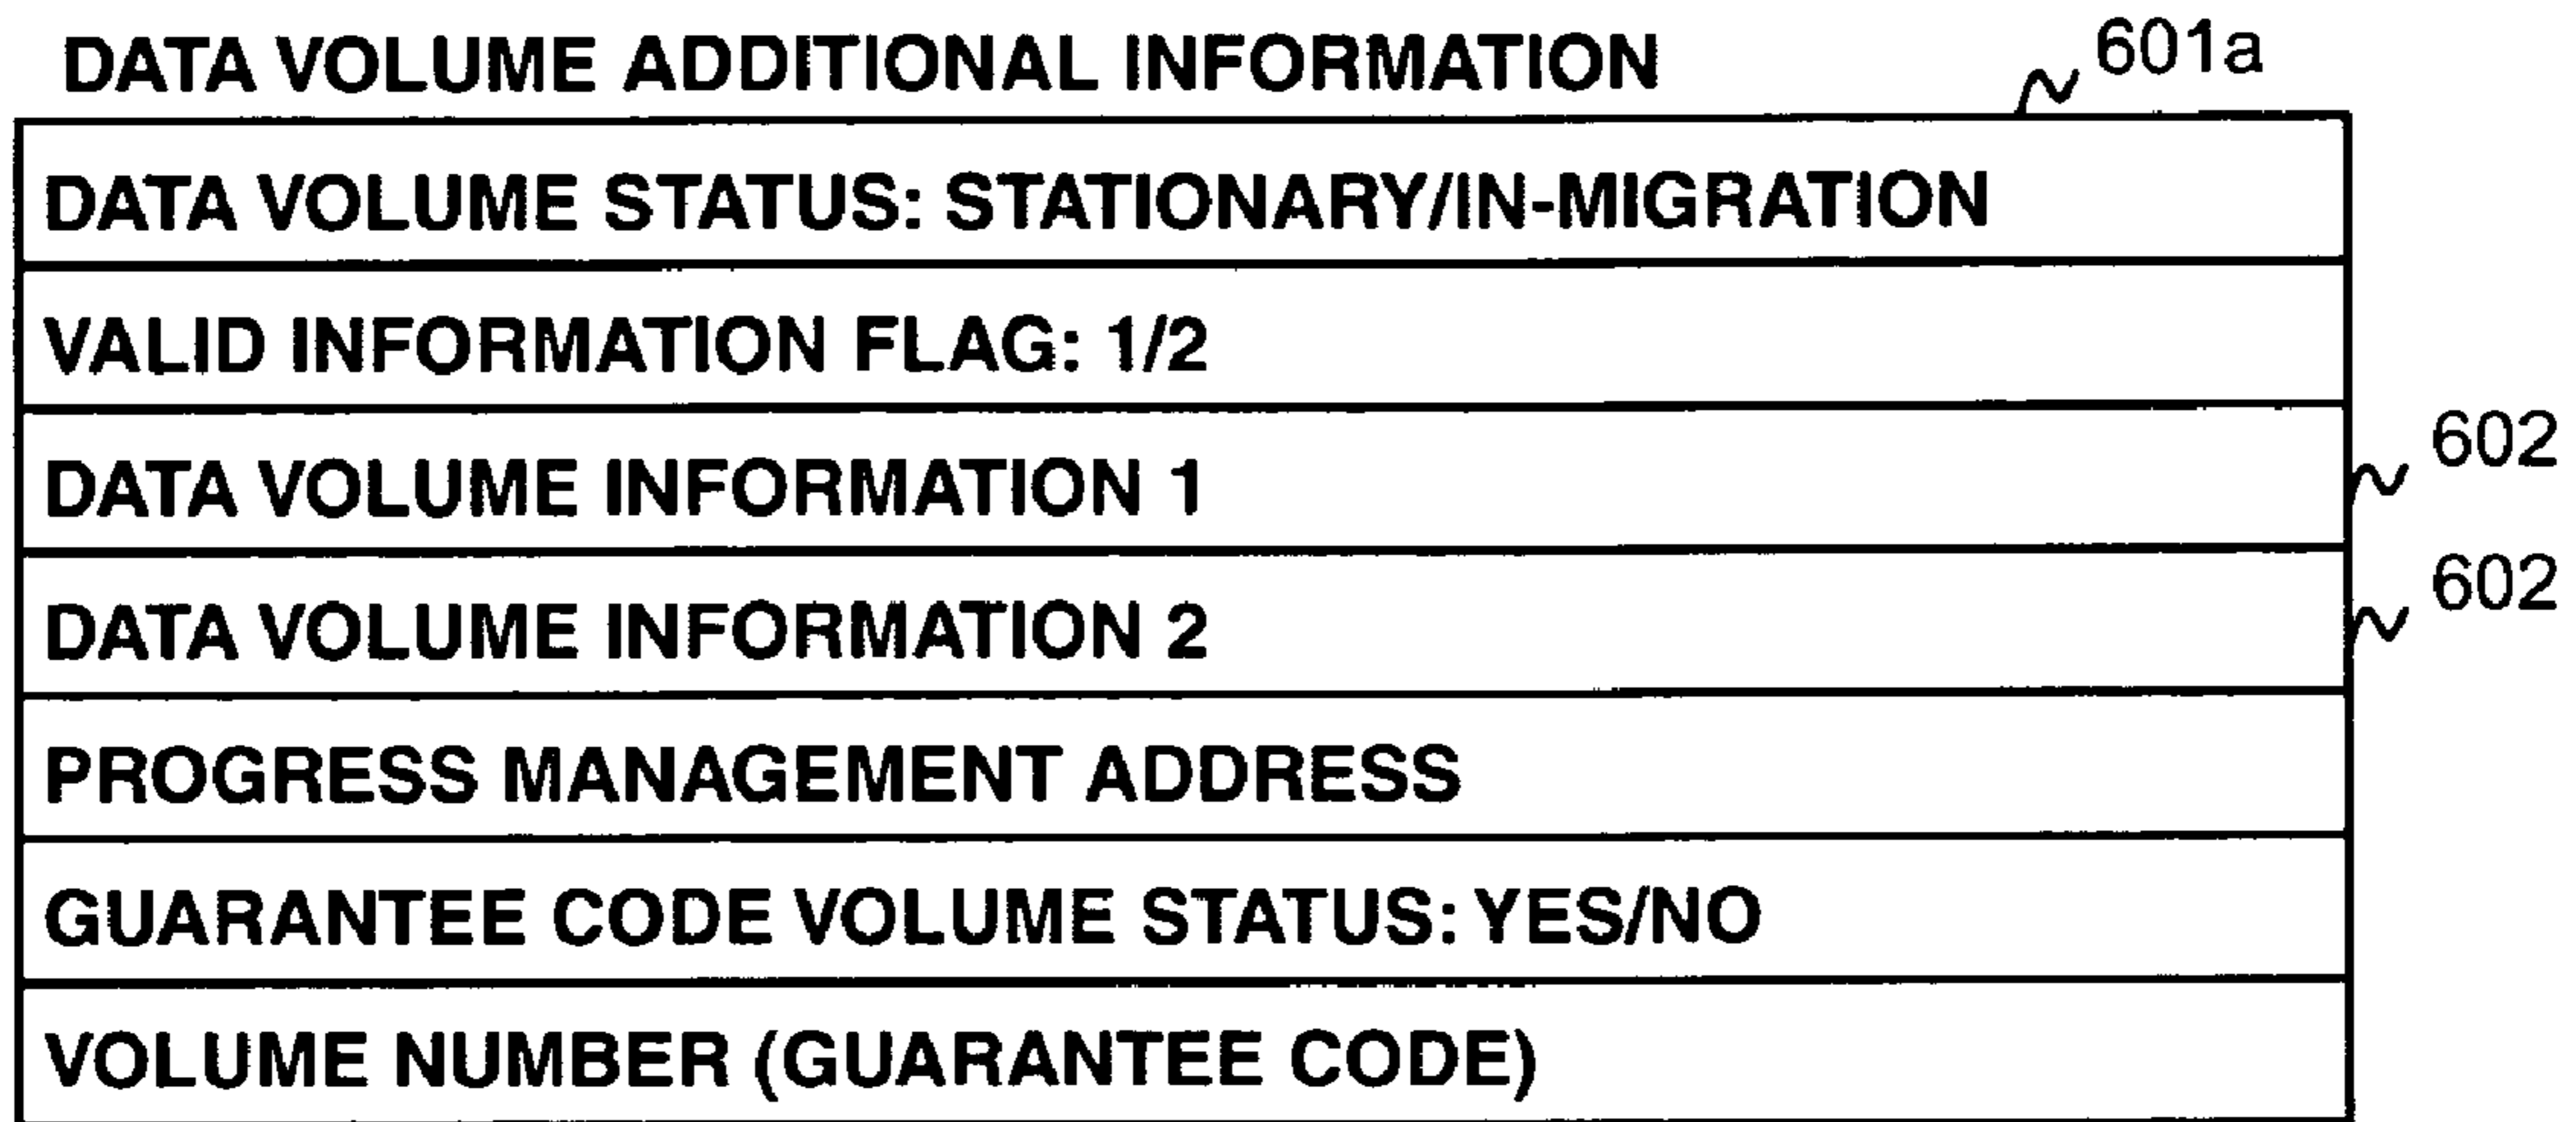 DATA VOLUME ADDITIONAL INFORMATION 601a
DATA VOLUME STATUS: STATIONARY/IN-MIGRATION
VALID INFORMATION FLAG: 1/2
DATA VOLUME INFORMATION 1 602
DATA VOLUME INFORMATION 2 602
PROGRESS MANAGEMENT ADDRESS
GUARANTEE CODE VOLUME STATUS: YES/NO
VOLUME NUMBER (GUARANTEE CODE)